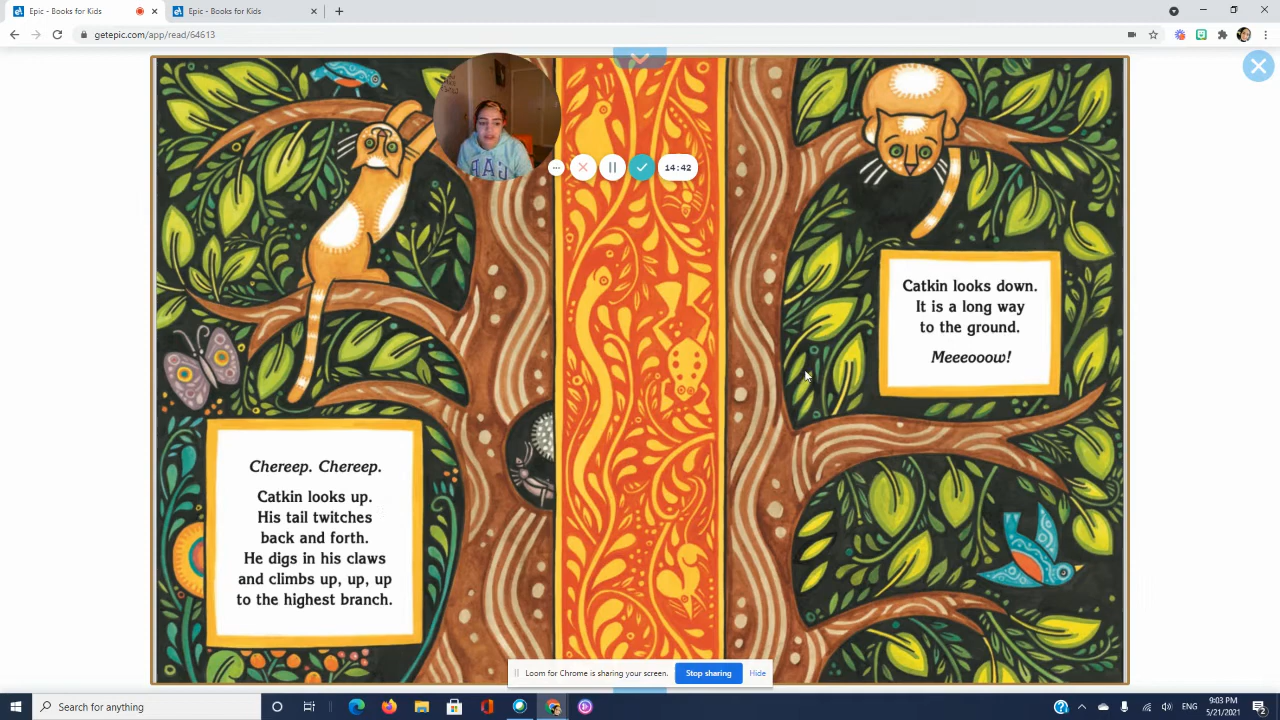 Epic - Books for Kids
Epic - Books for Kids
getepic.com/app/read/64613
14:42
Chereep. Chereep.
Catkin looks up.
His tail twitches
back and forth.
He digs in his claws
and climbs up, up, up
to the highest branch.
Catkin looks down.
It is a long way
to the ground.
Meeeooow!
Loom for Chrome is sharing your screen.
Stop sharing
Hide
Search for anything
ENG
9:03 PM
5/21/2021
2